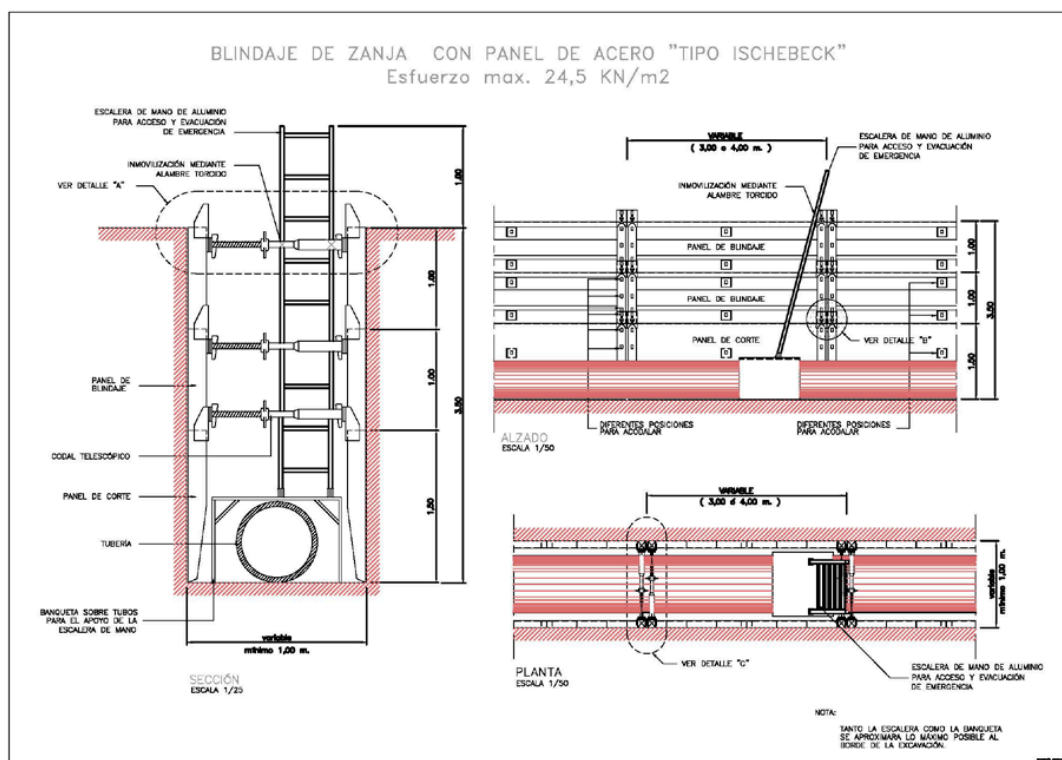 BLINDAJE DE ZANJA CON PANEL DE ACERO "TIPO ISCHEBECK"
Esfuerzo max. 24,5 KN/m2
ESCALERA DE MANO DE ALUMINIO
PARA ACCESO Y EVACUACIÓN
DE EMERGENCIA
INMOVILIZACIÓN MEDIANTE
ALAMBRE TORCIDO
VER DETALLE "A"
PANEL DE
BLINDAJE
CODAL TELESCÓPICO
PANEL DE CORTE
TUBERÍA
BANQUETA SOBRE TUBOS
PARA EL APOYO DE LA
ESCALERA DE MANO
1,00
1,00
1,00
1,50
3,50
variable
mínimo 1,00 m.
SECCIÓN
ESCALA 1/25
VARIABLE
( 3,00 o 4,00 m. )
ESCALERA DE MANO DE ALUMINIO
PARA ACCESO Y EVACUACIÓN
DE EMERGENCIA
INMOVILIZACIÓN MEDIANTE
ALAMBRE TORCIDO
PANEL DE BLINDAJE
PANEL DE BLINDAJE
PANEL DE CORTE
VER DETALLE "B"
1,00
1,00
1,00
3,50
DIFERENTES POSICIONES
PARA ACODALAR
DIFERENTES POSICIONES
PARA ACODALAR
ALZADO
ESCALA 1/50
VARIABLE
( 3,00 ó 4,00 m. )
variable
mínimo 1,00 m.
VER DETALLE "C"
ESCALERA DE MANO DE ALUMINIO
PARA ACCESO Y EVACUACIÓN
DE EMERGENCIA
PLANTA
ESCALA 1/50
NOTA:
TANTO LA ESCALERA COMO LA BANQUETA
SE APROXIMARA LO MÁXIMO POSIBLE AL
BORDE DE LA EXCAVACIÓN.